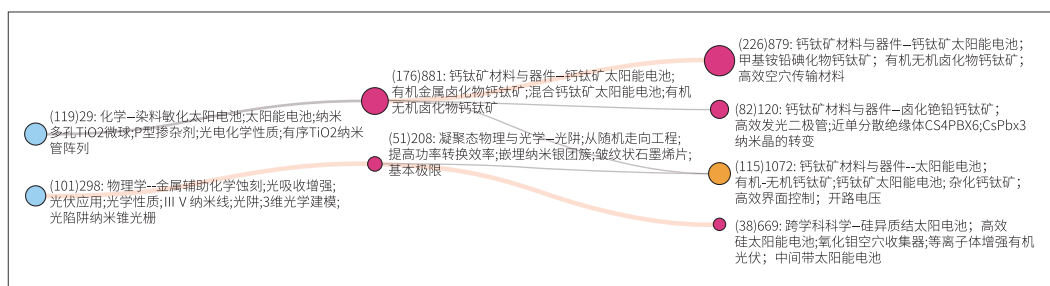 (119)29: 化学–染料敏化太阳电池;太阳能电池;纳米
多孔TiO2微球;P型掺杂剂;光电化学性质;有序TiO2纳米
管阵列
(101)298: 物理学--金属辅助化学蚀刻;光吸收增强;
光伏应用;光学性质;III V 纳米线;光阱;3维光学建模;
光陷阱纳米锥光栅
(176)881: 钙钛矿材料与器件–钙钛矿太阳能电池;
有机金属卤化物钙钛矿;混合钙钛矿太阳能电池;有机
无机卤化物钙钛矿
(51)208: 凝聚态物理与光学–光阱;从随机走向工程;
提高功率转换效率;嵌埋纳米银团簇;皱纹状石墨烯片;
基本极限
(226)879: 钙钛矿材料与器件–钙钛矿太阳能电池；
甲基铵铅碘化物钙钛矿；有机无机卤化物钙钛矿；
高效空穴传输材料
(82)120: 钙钛矿材料与器件–卤化铯铅钙钛矿；
高效发光二极管;近单分散绝缘体CS4PBX6;CsPbx3
纳米晶的转变
(115)1072: 钙钛矿材料与器件--太阳能电池；
有机-无机钙钛矿;钙钛矿太阳能电池; 杂化钙钛矿；
高效界面控制；开路电压
(38)669: 跨学科科学–硅异质结太阳电池；高效
硅太阳能电池;氧化钼空穴收集器;等离子体增强有机
光伏；中间带太阳能电池